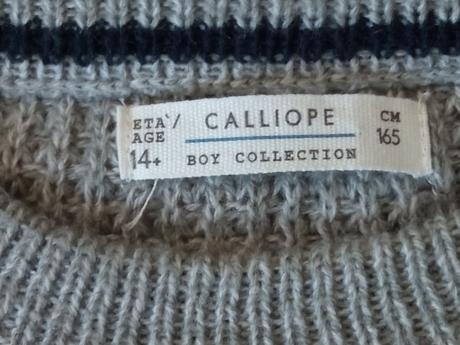 ETA'/ AGE 14+
CALLIOPE
BOY COLLECTION
CM 165